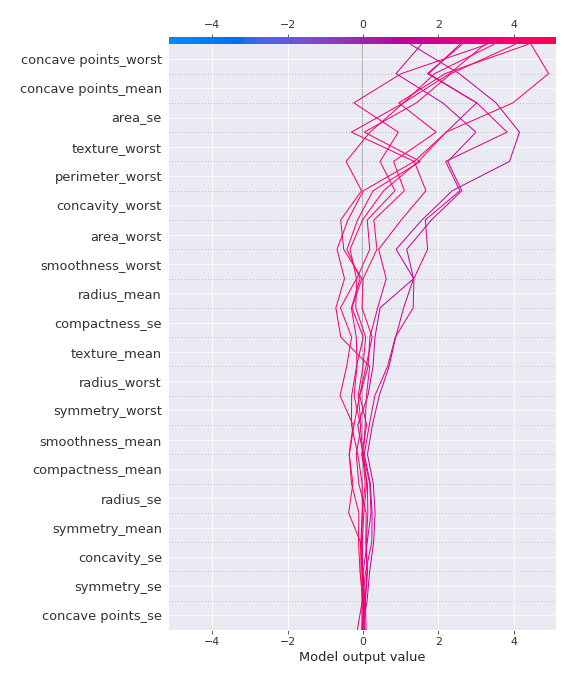 −4 −2 0 2 4
concave points_worst
concave points_mean
area_se
texture_worst
perimeter_worst
concavity_worst
area_worst
smoothness_worst
radius_mean
compactness_se
texture_mean
radius_worst
symmetry_worst
smoothness_mean
compactness_mean
radius_se
symmetry_mean
concavity_se
symmetry_se
concave points_se
−4 −2 0 2 4
Model output value